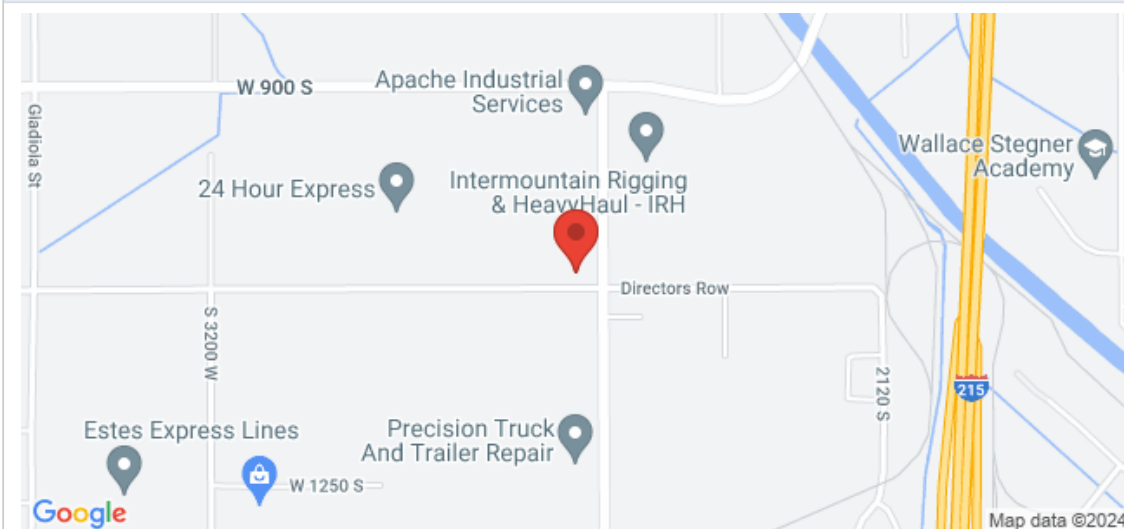 W 900 S
Apache Industrial
Services
Gladiola St
Wallace Stegner
Academy
24 Hour Express
Intermountain Rigging
& HeavyHaul - IRH
Directors Row
S 3200 W
2120 S
215
Estes Express Lines
Precision Truck
And Trailer Repair
W 1250 S
Google
Map data ©2024